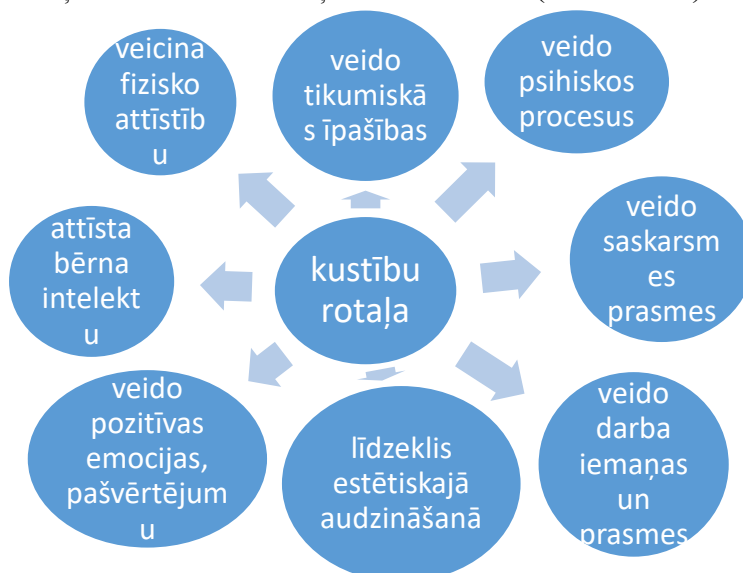 veicina
fizisko
attīstīb
u
veido
tikumiskā
s īpašības
veido
psihiskos
procesus
attīsta
bērna
intelekt
u
kustību
rotaļa
veido
saskarsm
es
prasmes
veido
pozitīvas
emocijas,
pašvērtējum
u
līdzeklis
estētiskajā
audzināšanā
veido
darba
iemaņas
un
prasmes